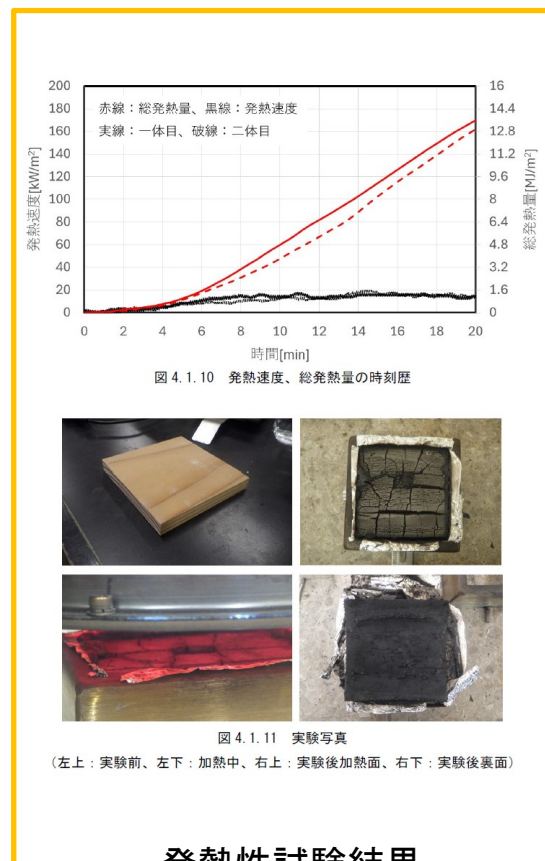 200
180
160
140
120
100
80
60
40
20
0
発熱速度[kW/m²]
赤線：総発熱量、黒線：発熱速度
実線：一体目、破線：二体目
16
14.4
12.8
11.2
9.6
8
6.4
4.8
3.2
1.6
0
総発熱量[MJ/m²]
0 2 4 6 8 10 12 14 16 18 20
時間[min]
図 4.1.10 発熱速度、総発熱量の時刻歴
図 4.1.11 実験写真
（左上：実験前、左下：加熱中、右上：実験後加熱面、右下：実験後裏面）
発熱性試験結果